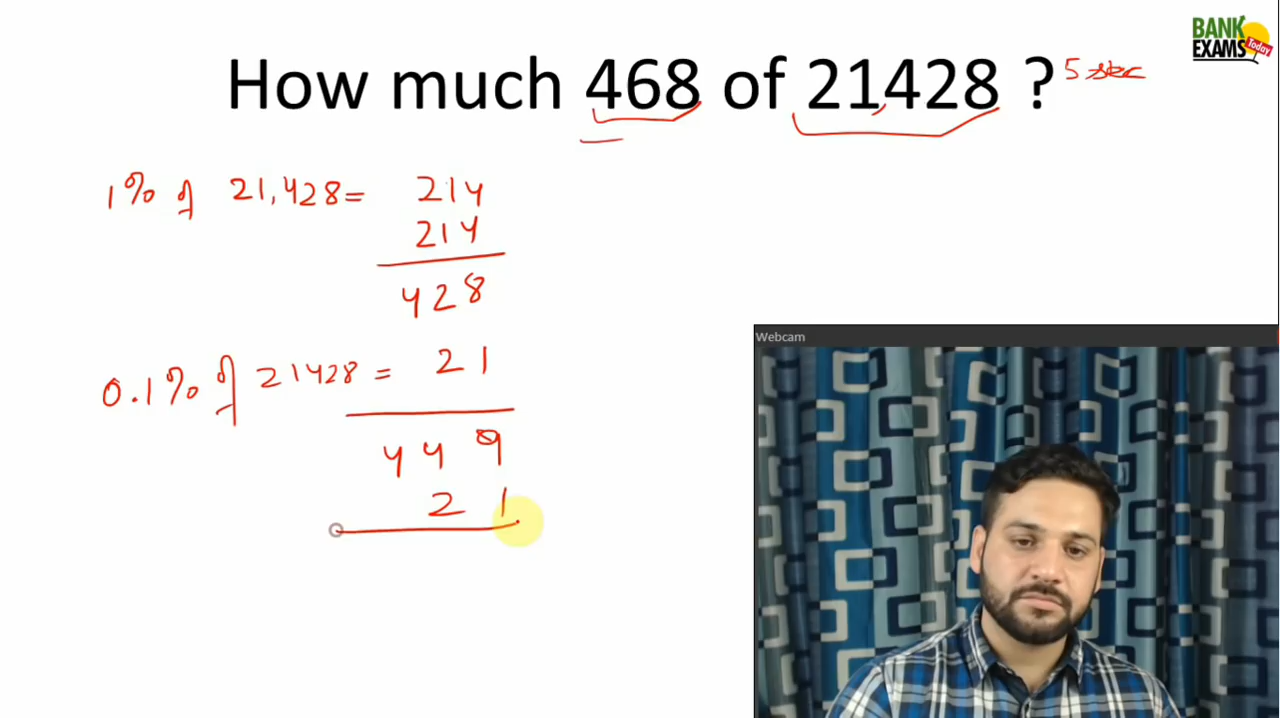 BANK
EXAMS
Today
How much 468 of 21428 ?
5 sec
1% of 21,428 = 214
214
428
0.1% of 21428 = 21
449
21
Webcam